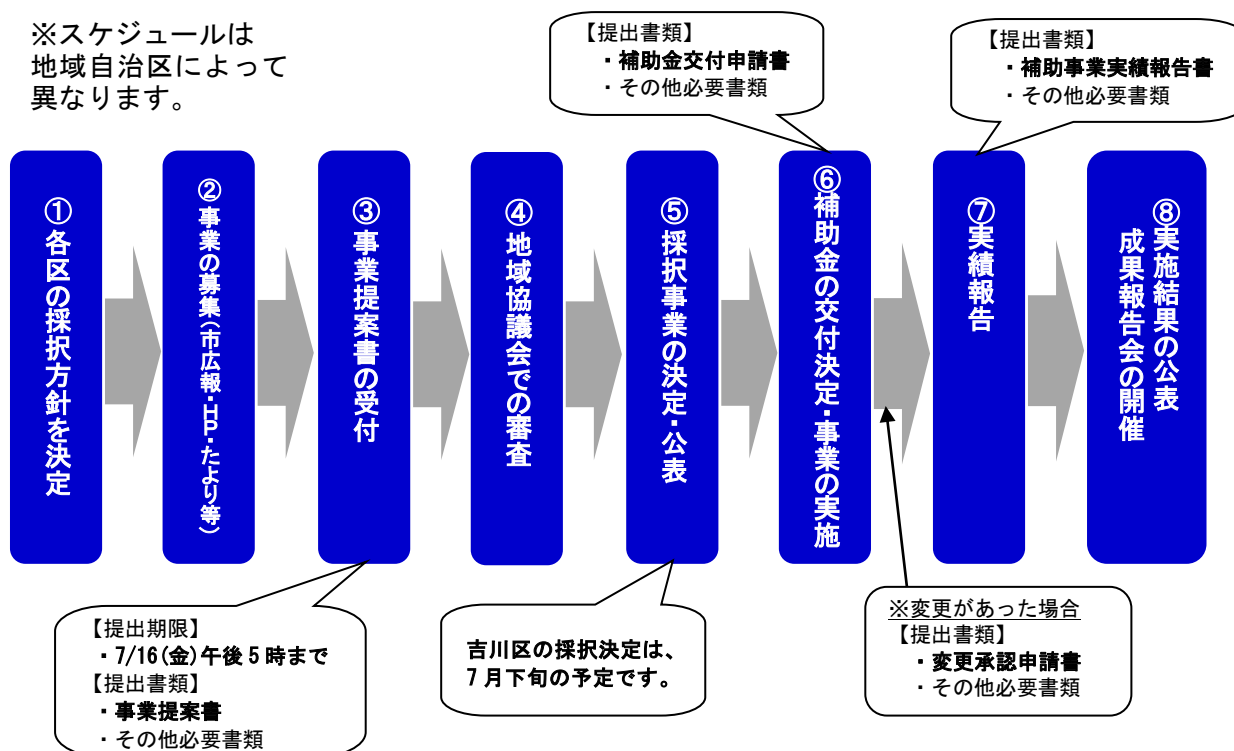 ※スケジュールは
地域自治区によって
異なります。
【提出書類】
・補助金交付申請書
・その他必要書類
【提出書類】
・補助事業実績報告書
・その他必要書類
①各区の採択方針を決定
②事業の募集(市広報・HP・たより等)
③事業提案書の受付
④地域協議会での審査
⑤採択事業の決定・公表
⑥補助金の交付決定・事業の実施
⑦実績報告
⑧実施結果の公表
成果報告会の開催
【提出期限】
・7/16(金)午後5時まで
【提出書類】
・事業提案書
・その他必要書類
吉川区の採択決定は、
7月下旬の予定です。
※変更があった場合
【提出書類】
・変更承認申請書
・その他必要書類